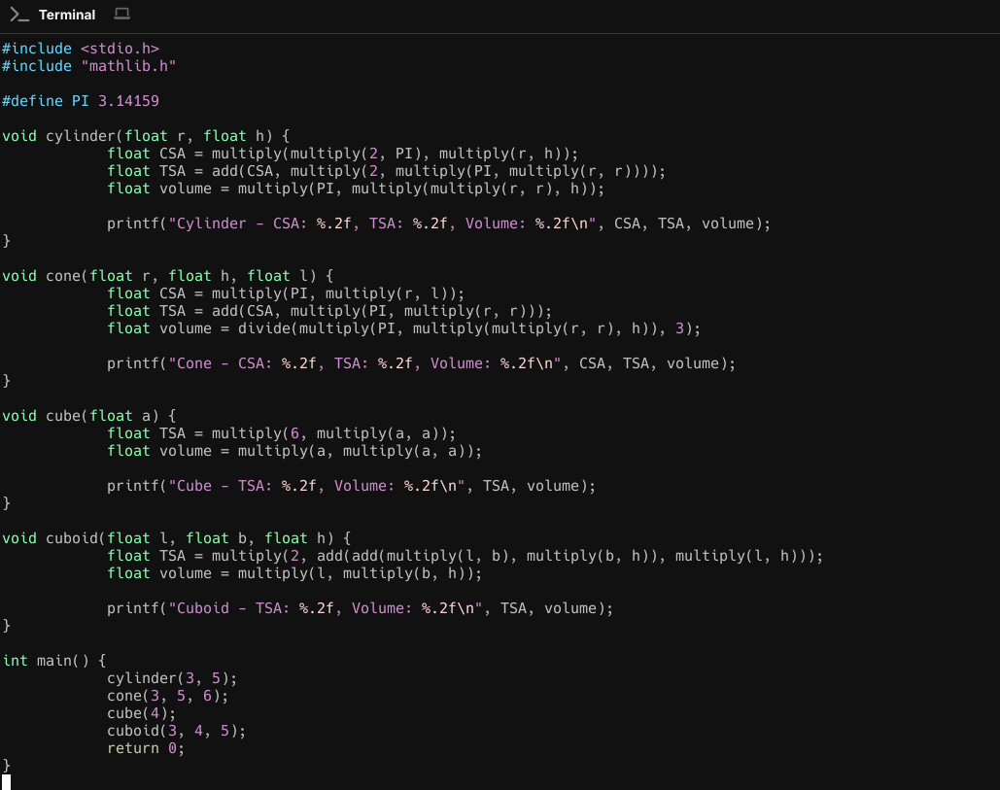 Terminal
#include <stdio.h>
#include "mathlib.h"
#define PI 3.14159
void cylinder(float r, float h) {
float CSA = multiply(multiply(2, PI), multiply(r, h));
float TSA = add(CSA, multiply(2, multiply(PI, multiply(r, r))));
float volume = multiply(PI, multiply(multiply(r, r), h));
printf("Cylinder - CSA: %.2f, TSA: %.2f, Volume: %.2f\n", CSA, TSA, volume);
}
void cone(float r, float h, float l) {
float CSA = multiply(PI, multiply(r, l));
float TSA = add(CSA, multiply(PI, multiply(r, r)));
float volume = divide(multiply(PI, multiply(multiply(r, r), h)), 3);
printf("Cone - CSA: %.2f, TSA: %.2f, Volume: %.2f\n", CSA, TSA, volume);
}
void cube(float a) {
float TSA = multiply(6, multiply(a, a));
float volume = multiply(a, multiply(a, a));
printf("Cube - TSA: %.2f, Volume: %.2f\n", TSA, volume);
}
void cuboid(float l, float b, float h) {
float TSA = multiply(2, add(add(multiply(l, b), multiply(b, h)), multiply(l, h)));
float volume = multiply(l, multiply(b, h));
printf("Cuboid - TSA: %.2f, Volume: %.2f\n", TSA, volume);
}
int main() {
cylinder(3, 5);
cone(3, 5, 6);
cube(4);
cuboid(3, 4, 5);
return 0;
}